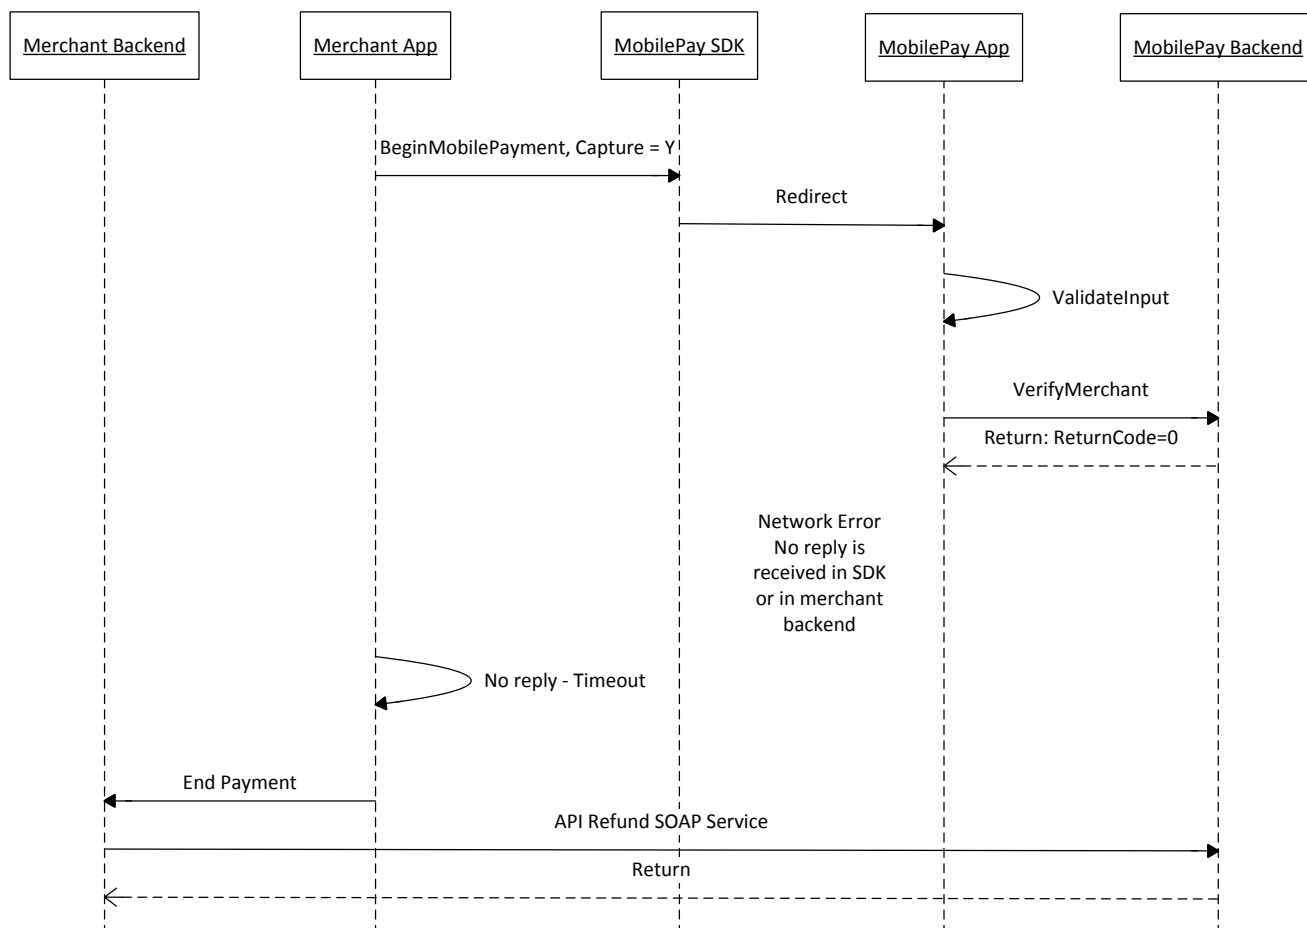 Merchant Backend
Merchant App
MobilePay SDK
MobilePay App
MobilePay Backend
BeginMobilePayment, Capture = Y
Redirect
ValidateInput
VerifyMerchant
Return: ReturnCode=0
Network Error
No reply is
received in SDK
or in merchant
backend
No reply - Timeout
End Payment
API Refund SOAP Service
Return